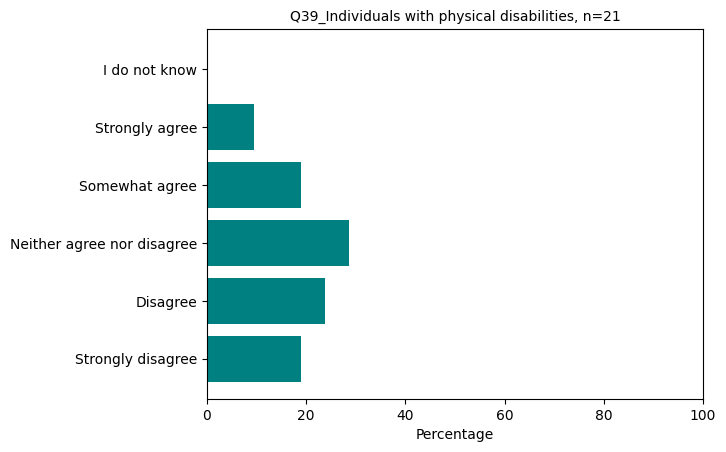 Q39_Individuals with physical disabilities, n=21
I do not know
Strongly agree
Somewhat agree
Neither agree nor disagree
Disagree
Strongly disagree
0 20 40 60 80 100
Percentage